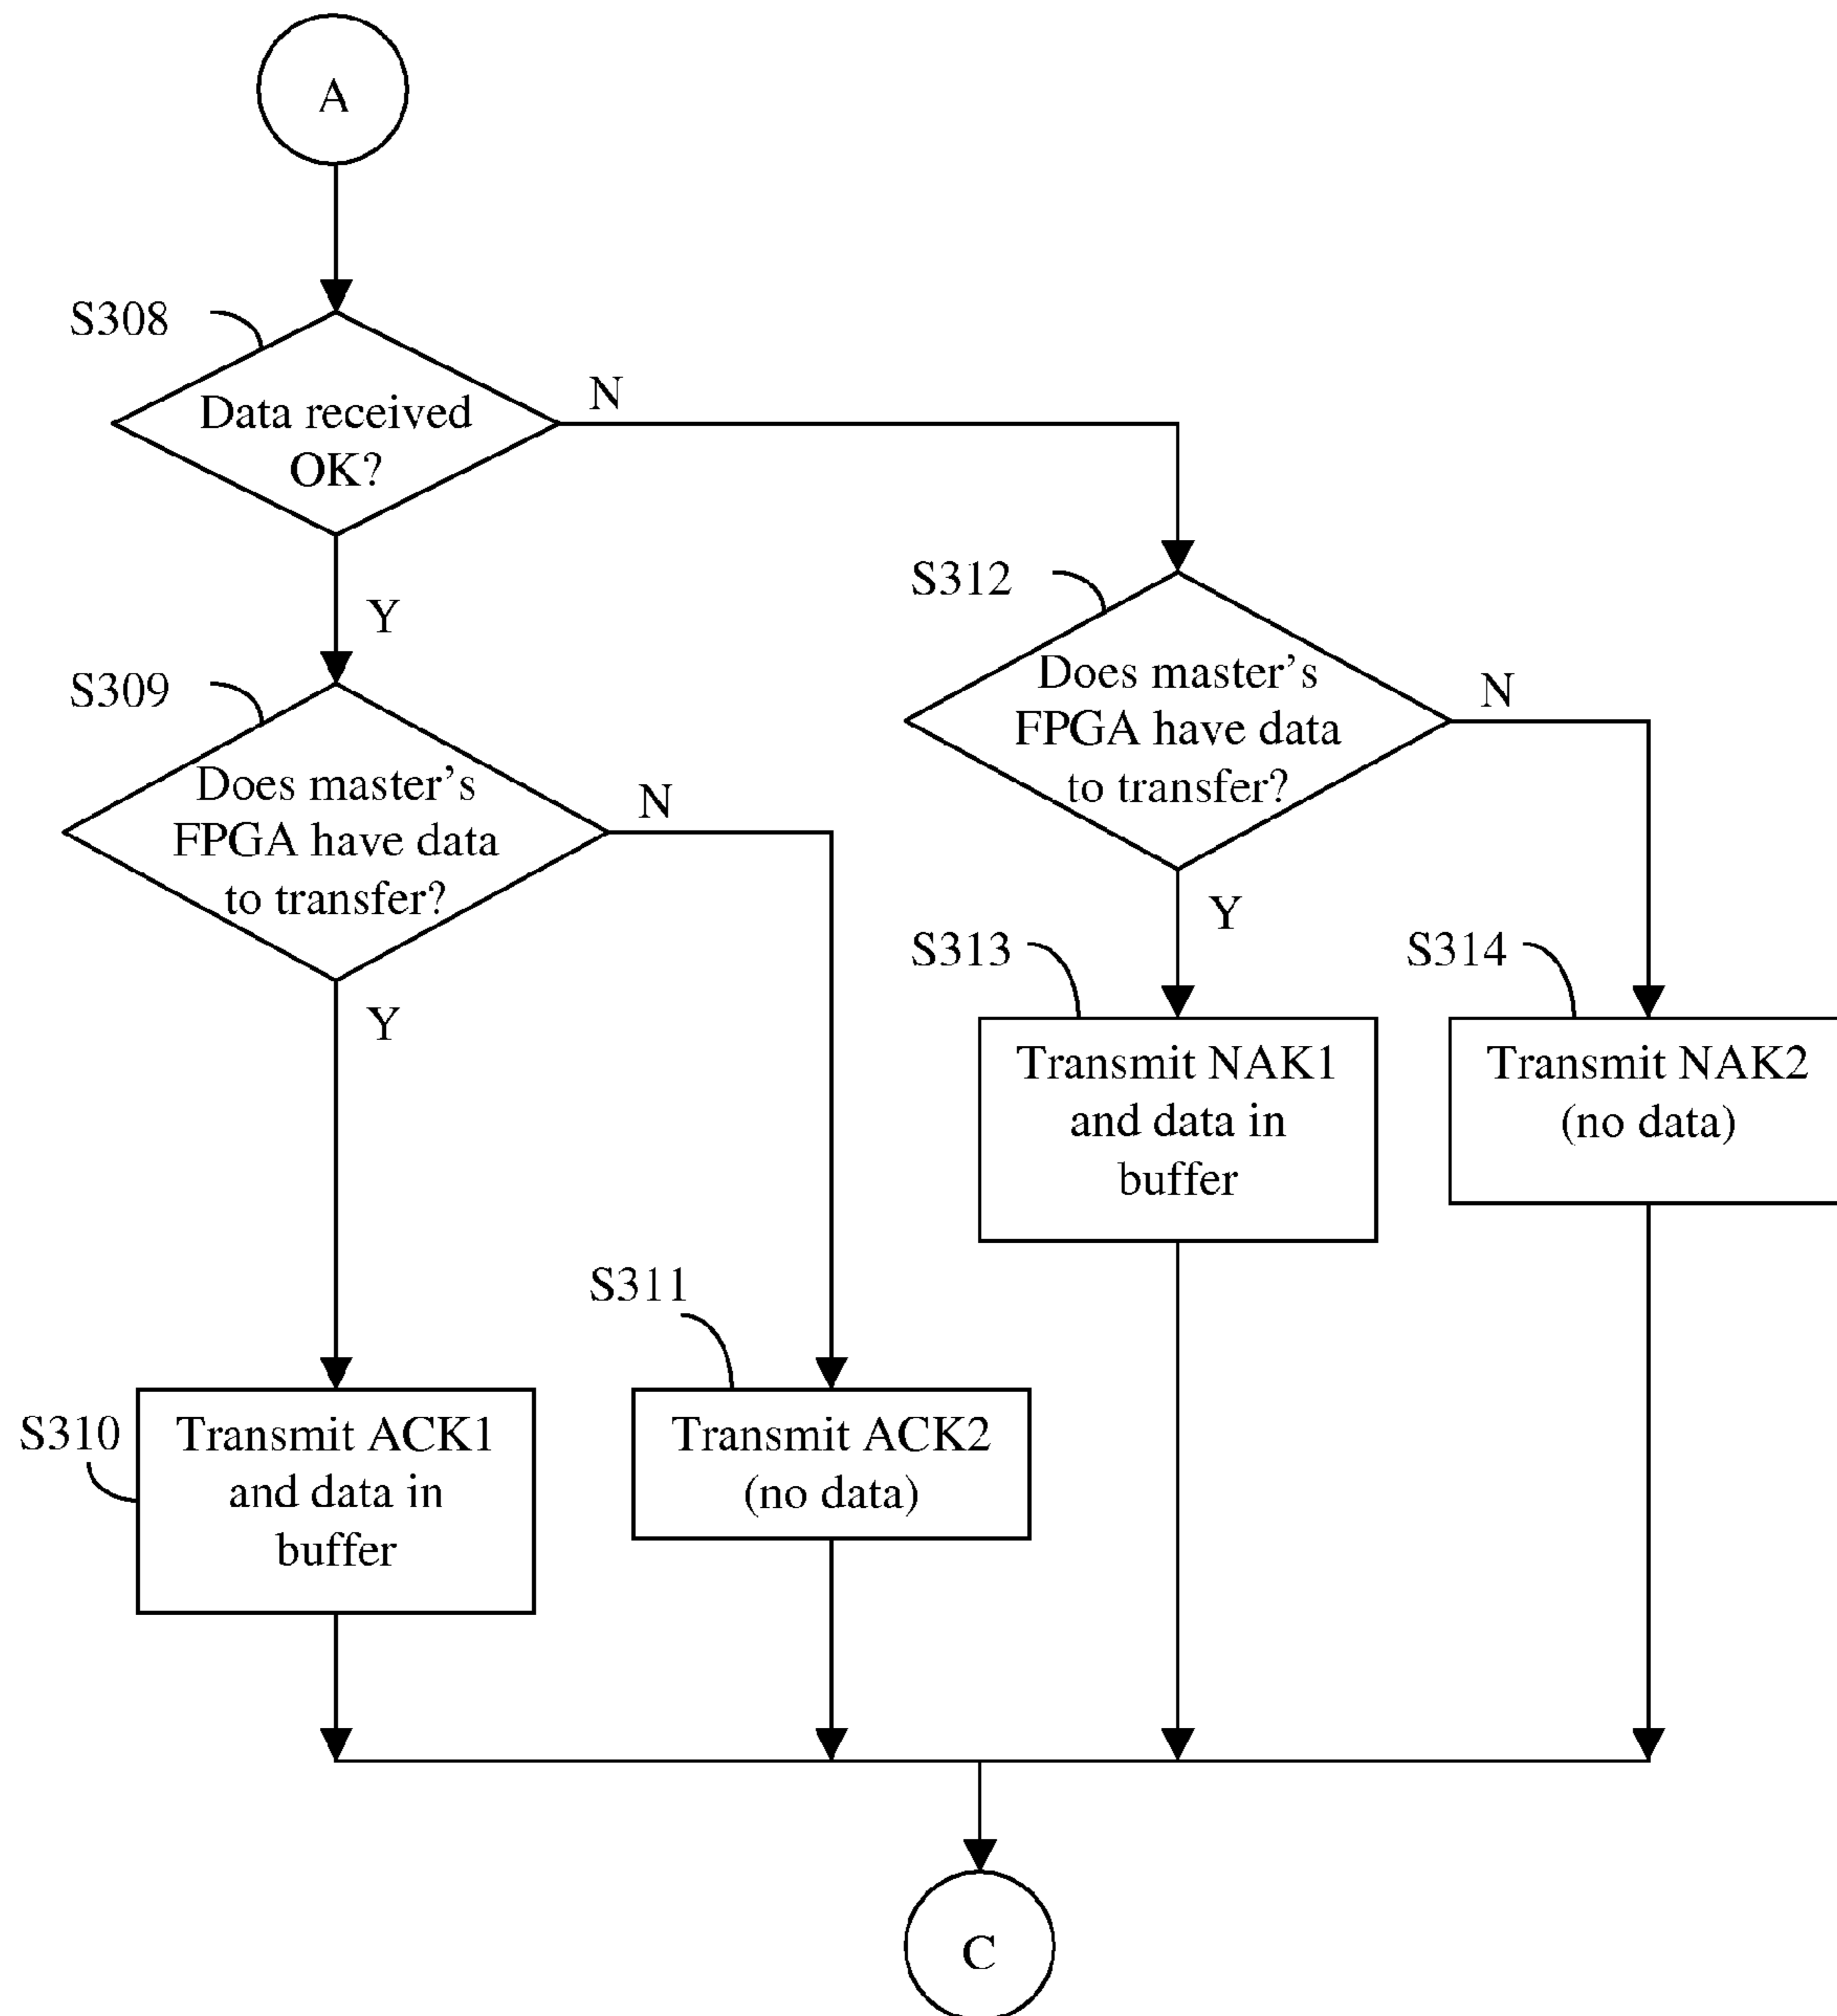 A
S308
Data received
OK?
N
Y
S312
Does master's
FPGA have data
to transfer?
N
Y
S309
Does master's
FPGA have data
to transfer?
N
Y
S313
Transmit NAK1
and data in
buffer
S314
Transmit NAK2
(no data)
S311
Transmit ACK2
(no data)
S310
Transmit ACK1
and data in
buffer
C